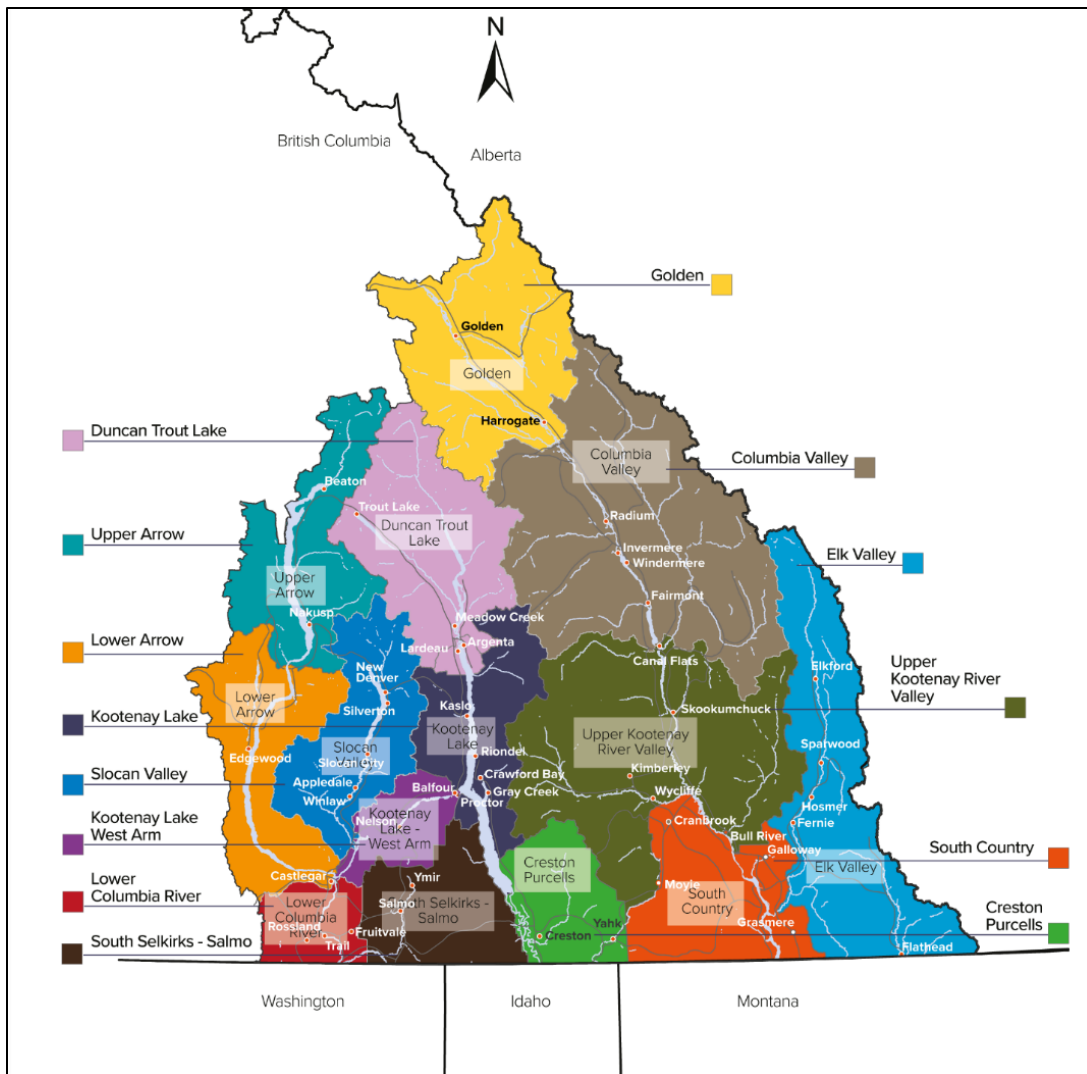 N
British Columbia
Alberta
Golden
Golden
Golden
Harrogate
Duncan Trout Lake
Columbia
Valley
Columbia Valley
Beaton
Trout Lake
Duncan Trout
Lake
Radium
Upper Arrow
Invermere
Windermere
Elk Valley
Upper
Arrow
Fairmont
Nakusp
Meadow Creek
Argenta
Lardeau
Canal Flats
Lower Arrow
New
Denver
Elkford
Upper
Kootenay River
Valley
Lower
Arrow
Silverton
Kaslo
Skookumchuck
Kootenay Lake
Kootenay
Lake
Upper Kootenay
River Valley
Edgewood
Slocan
Valley
Slocan City
Riondel
Sparwood
Slocan Valley
Appledale
Winlaw
Crawford Bay
Kimberley
Balfour
Proctor
Gray Creek
Wycliffe
Hosmer
Kootenay Lake
West Arm
Nelson
Kootenay
Lake -
West Arm
Cranbrook
Fernie
Bull River
Galloway
South Country
Creston
Purcells
Elk Valley
Castlegar
Ymir
Moyie
South
Country
Lower
Columbia River
Lower
Columbia
River
Salmo
South Selkirks -
Salmo
Creston
Purcells
Rossland
Fruitvale
Trail
Yahk
Grasmere
South Selkirks - Salmo
Creston
Flathead
Washington
Idaho
Montana